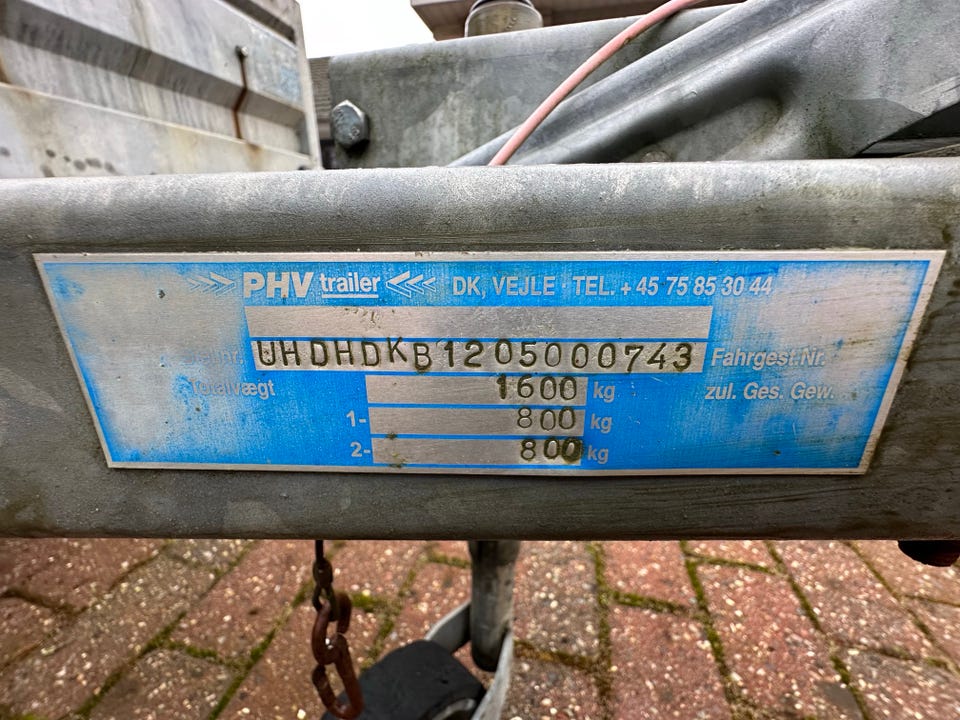 PHV trailer DK, VEJLE · TEL. + 45 75 85 30 44
UHDHDKB1205000743 Fahrgest.Nr.
Totalvægt 1600 kg zul. Ges. Gew.
1- 800 kg
2- 800 kg